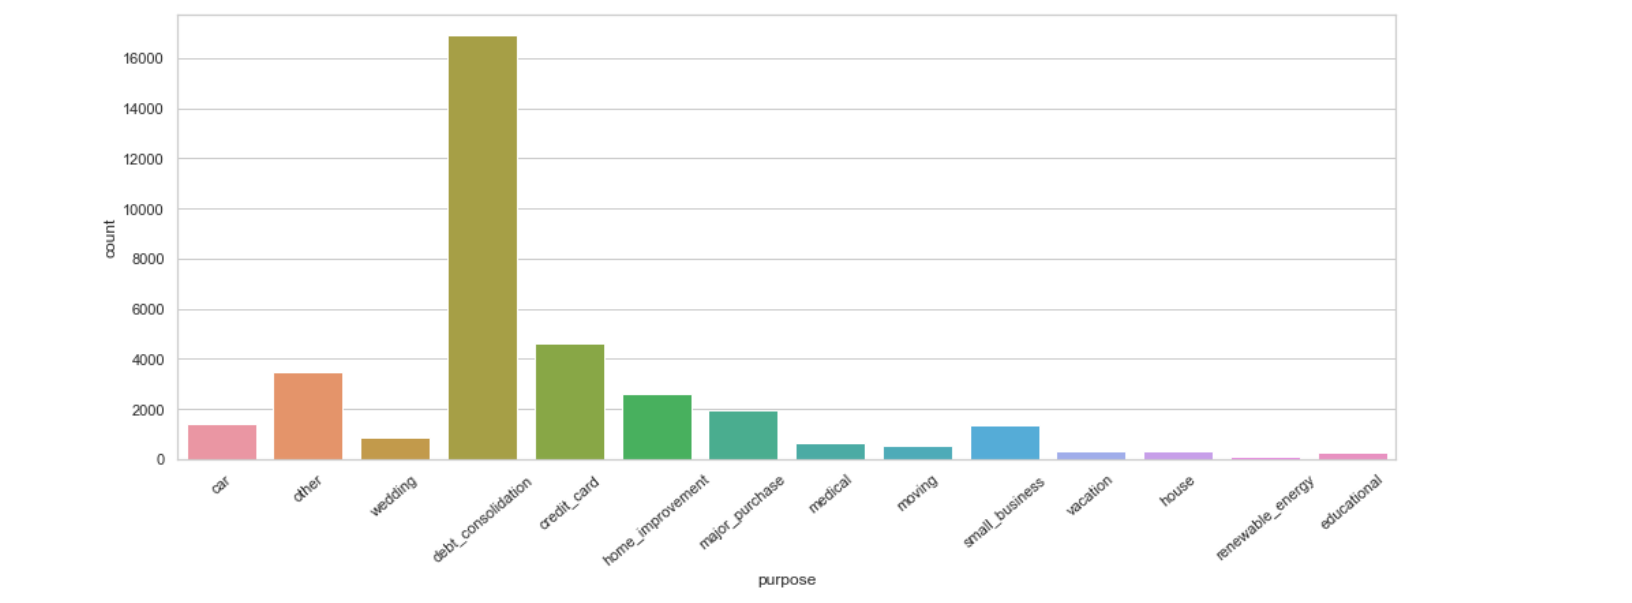 16000
14000
12000
10000
8000
6000
4000
2000
0
count
car
other
wedding
debt_consolidation
credit_card
home_improvement
major_purchase
medical
moving
small_business
vacation
house
renewable_energy
educational
purpose